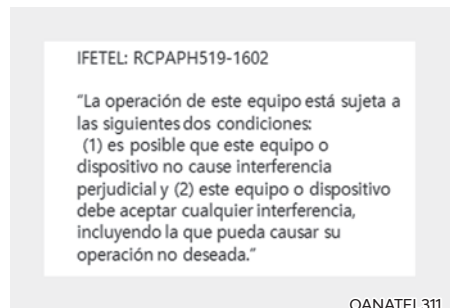 IFETEL: RCPAPH519-1602
"La operación de este equipo está sujeta a
las siguientes dos condiciones:
(1) es posible que este equipo o
dispositivo no cause interferencia
perjudicial y (2) este equipo o dispositivo
debe aceptar cualquier interferencia,
incluyendo la que pueda causar su
operación no deseada."
OANATEL311